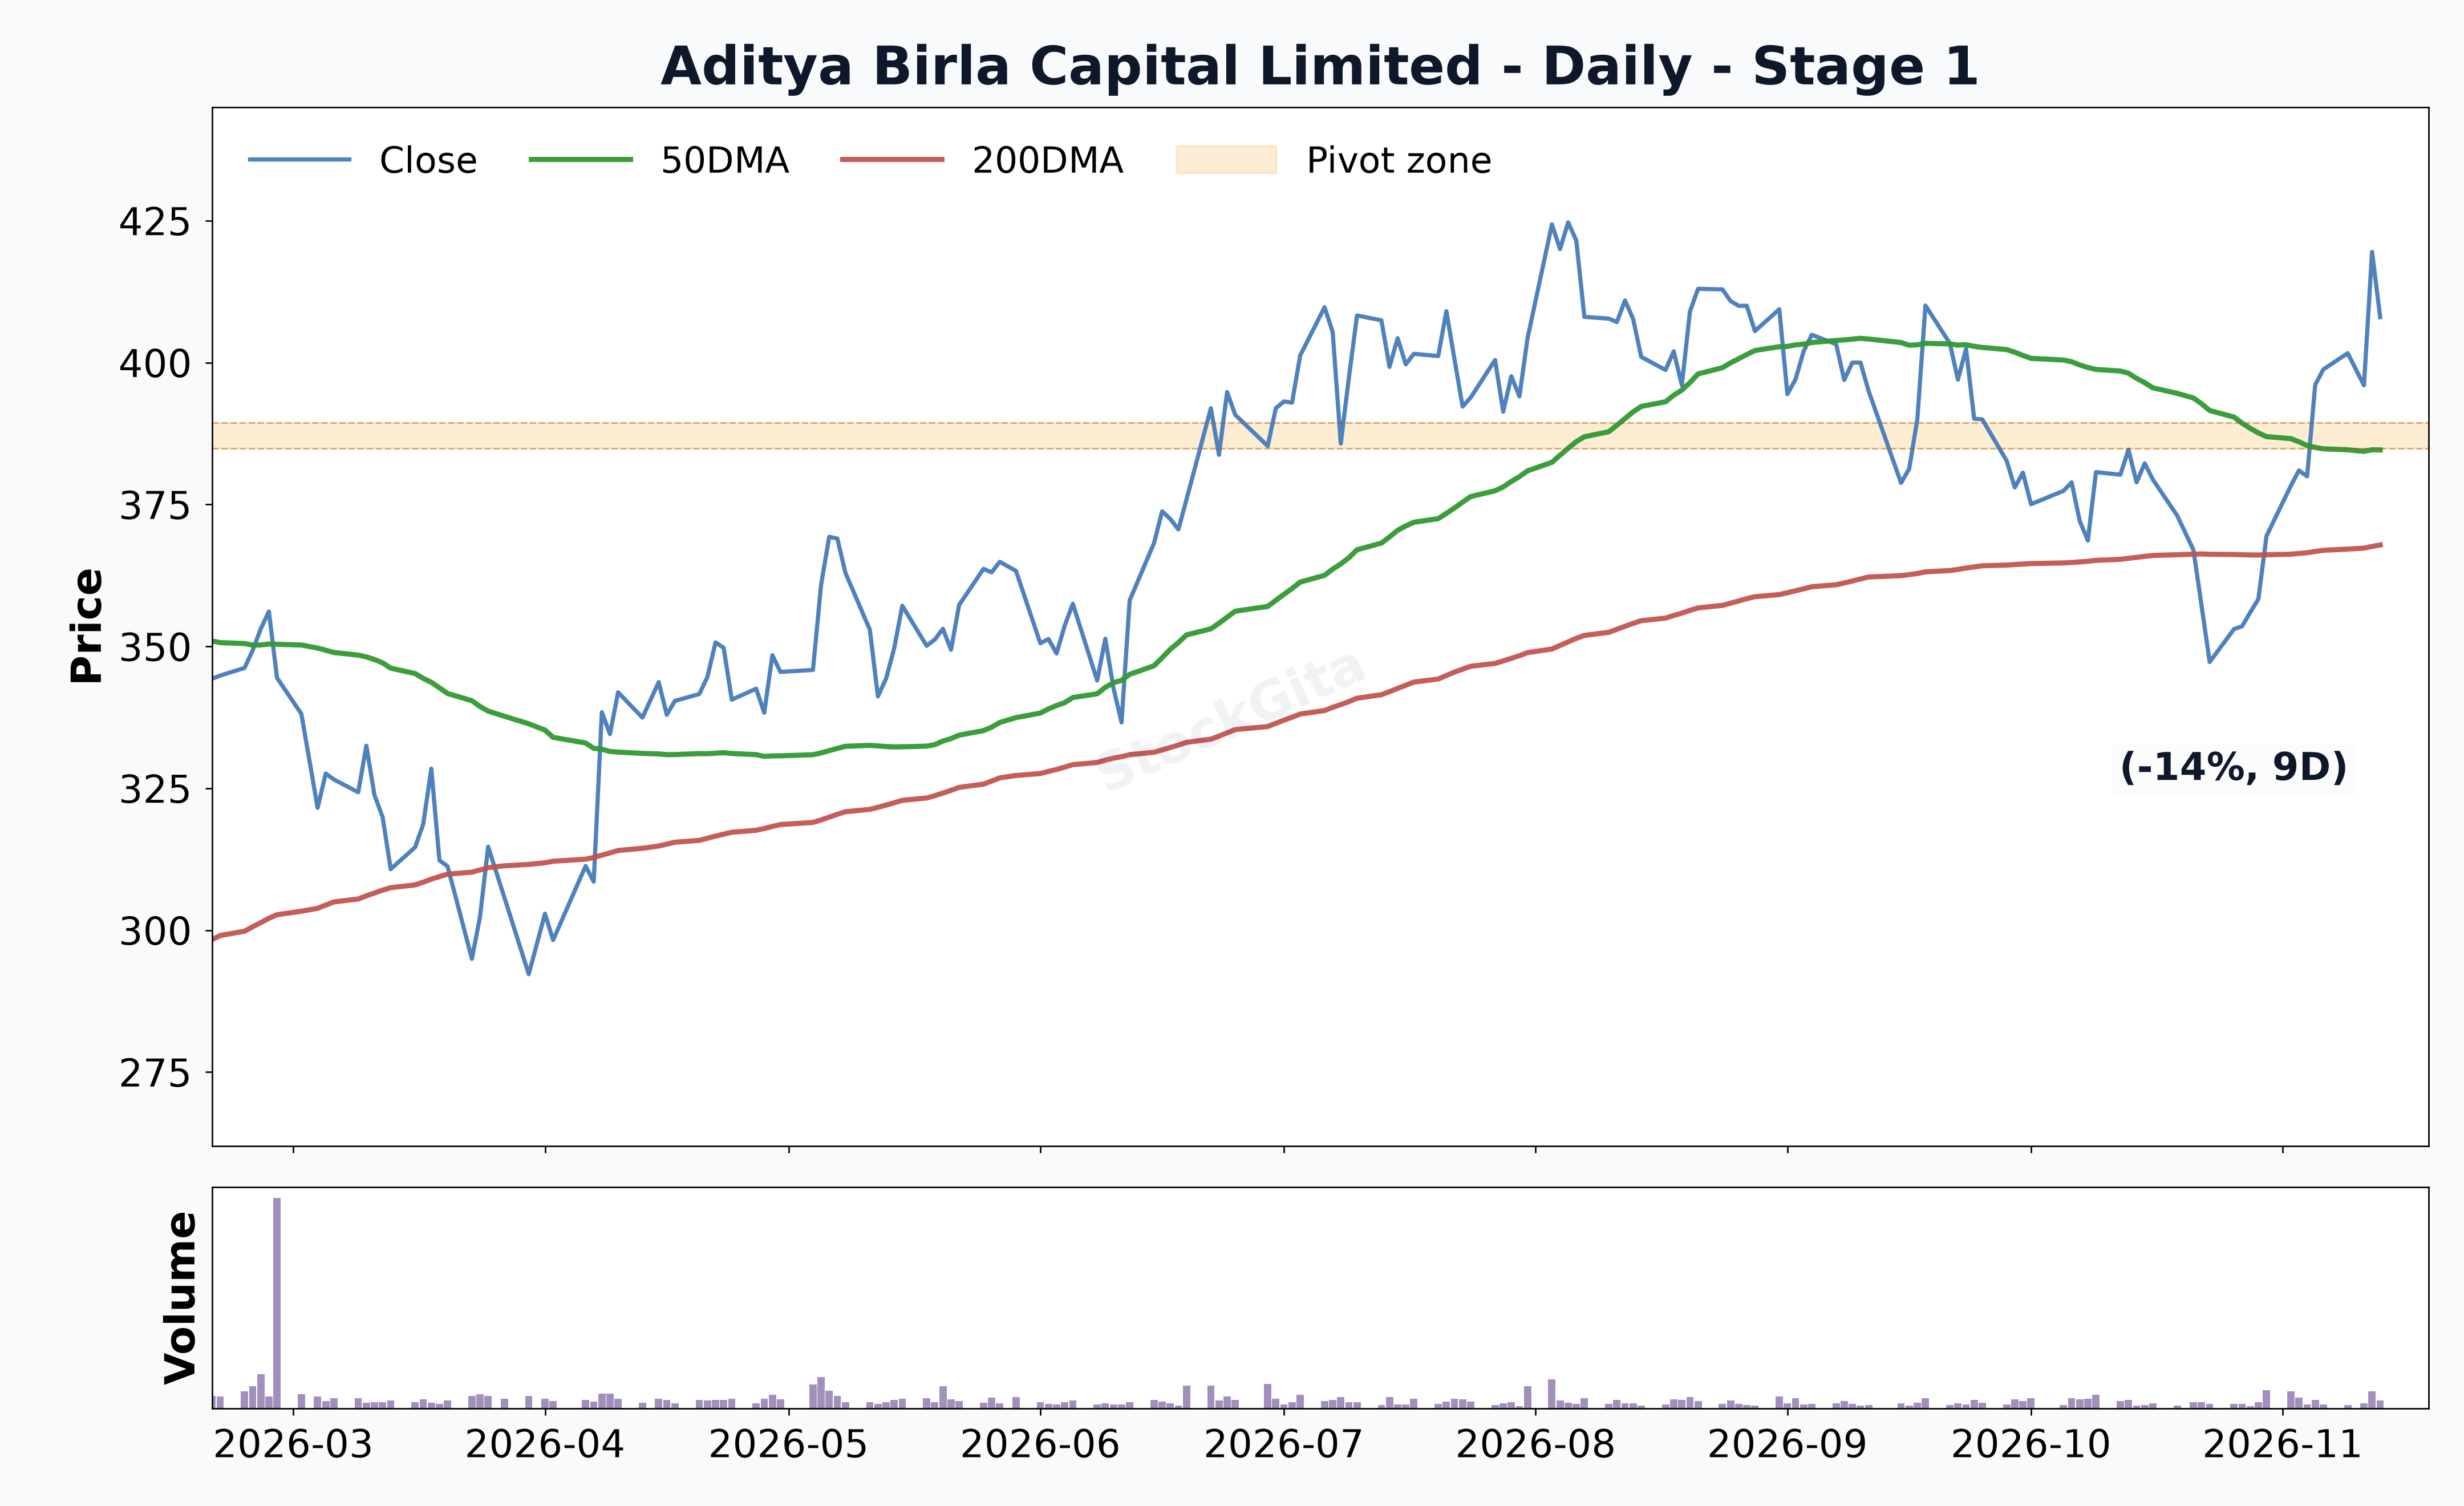 Aditya Birla Capital Limited - Daily - Stage 1
Close 50DMA 200DMA Pivot zone
425
400
375
350
325
300
275
Price
StockGita
(-14%, 9D)
Volume
2026-03 2026-04 2026-05 2026-06 2026-07 2026-08 2026-09 2026-10 2026-11